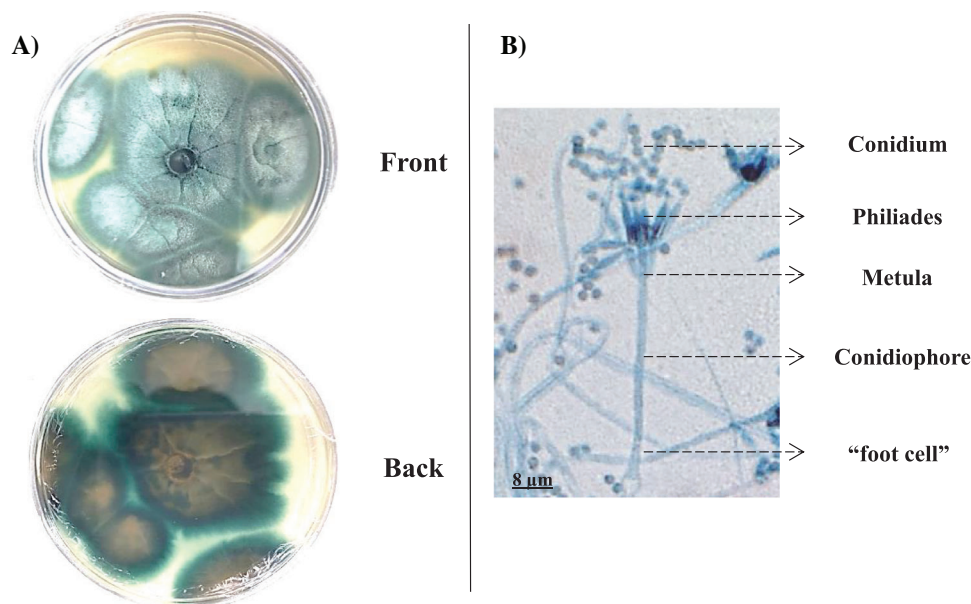 A)
Front
Back
B)
Conidium
Philiades
Metula
Conidiophore
“foot cell”
8 µm